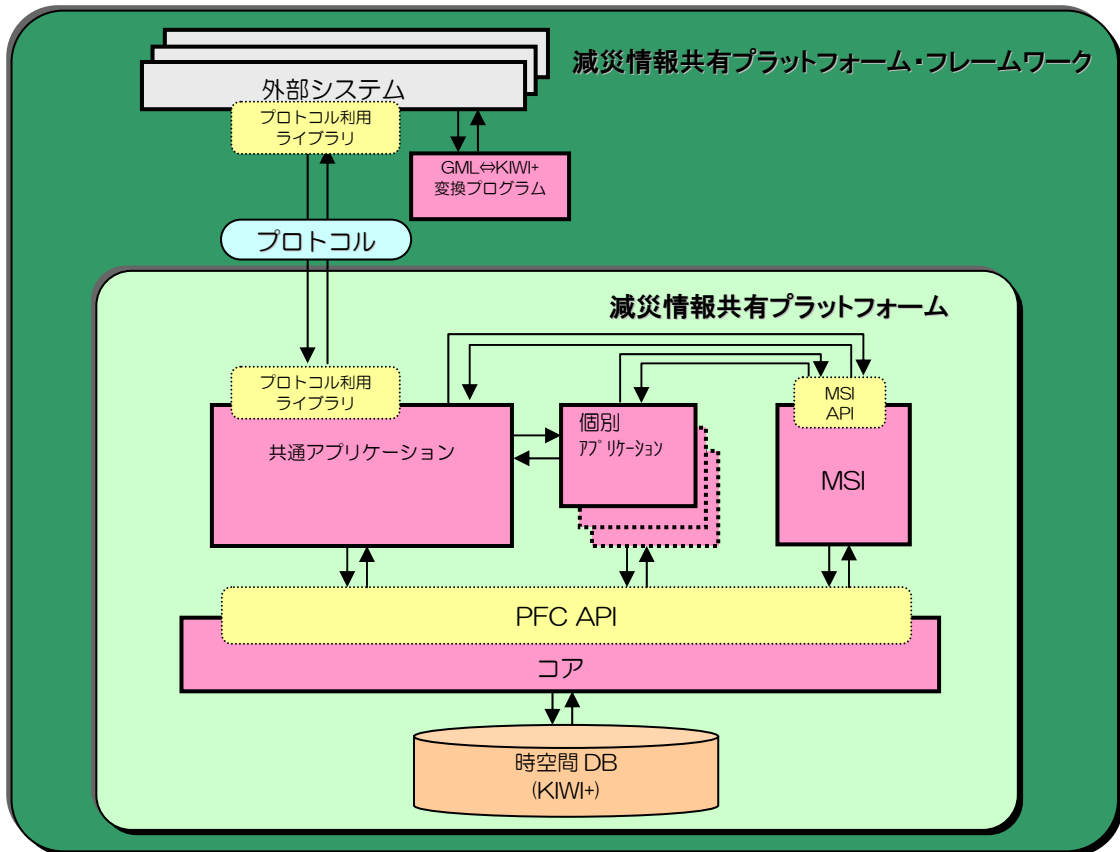 減災情報共有プラットフォーム・フレームワーク
外部システム
プロトコル利用
ライブラリ
GML⇔KIWI+
変換プログラム
プロトコル
減災情報共有プラットフォーム
プロトコル利用
ライブラリ
共通アプリケーション
個別
ｱﾌﾟﾘｹｰｼｮﾝ
MSI
API
MSI
PFC API
コア
時空間 DB
(KIWI+)